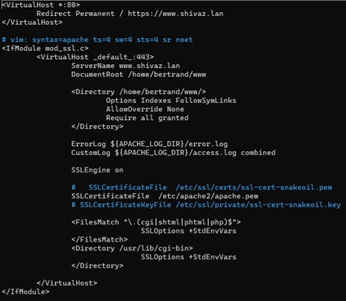 <VirtualHost *:80>
Redirect Permanent / https://www.shivaz.lan
</VirtualHost>
# vim: syntax=apache ts=4 sw=4 sts=4 sr noet
<IfModule mod_ssl.c>
<VirtualHost _default_:443>
ServerName www.shivaz.lan
DocumentRoot /home/bertrand/www
<Directory /home/bertrand/www/>
Options Indexes FollowSymLinks
AllowOverride None
Require all granted
</Directory>
ErrorLog ${APACHE_LOG_DIR}/error.log
CustomLog ${APACHE_LOG_DIR}/access.log combined
SSLEngine on
# SSLCertificateFile /etc/ssl/certs/ssl-cert-snakeoil.pem
SSLCertificateFile /etc/apache2/apache.pem
# SSLCertificateKeyFile /etc/ssl/private/ssl-cert-snakeoil.key
<FilesMatch "\.(cgi|shtml|phtml|php)$">
SSLOptions +StdEnvVars
</FilesMatch>
<Directory /usr/lib/cgi-bin>
SSLOptions +StdEnvVars
</Directory>
</VirtualHost>
</IfModule>